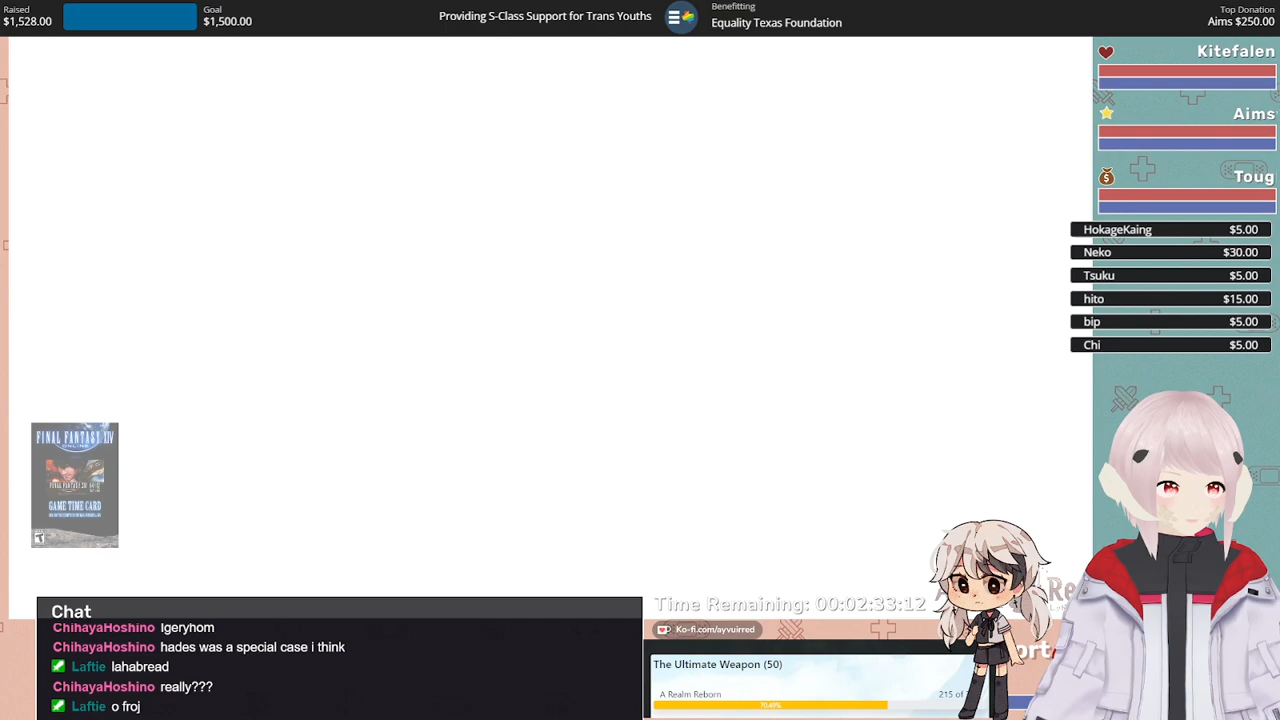 Raised
$1,528.00
Goal
$1,500.00
Providing S-Class Support for Trans Youths
Benefitting
Equality Texas Foundation
Top Donation
Aims $250.00
Kitefalen
Aims
Toug
HokageKaing $5.00
Neko $30.00
Tsuku $5.00
hito $15.00
bip $5.00
Chi $5.00
FINAL FANTASY XIV
ONLINE
GAME TIME CARD
Chat
ChihayaHoshino Igeryhom
ChihayaHoshino hades was a special case i think
Laftie lahabread
ChihayaHoshino really???
Laftie o froj
Time Remaining: 00:02:33:12
Ko-fi.com/ayvuirred
The Ultimate Weapon (50)
A Realm Reborn 215 of
70.49%